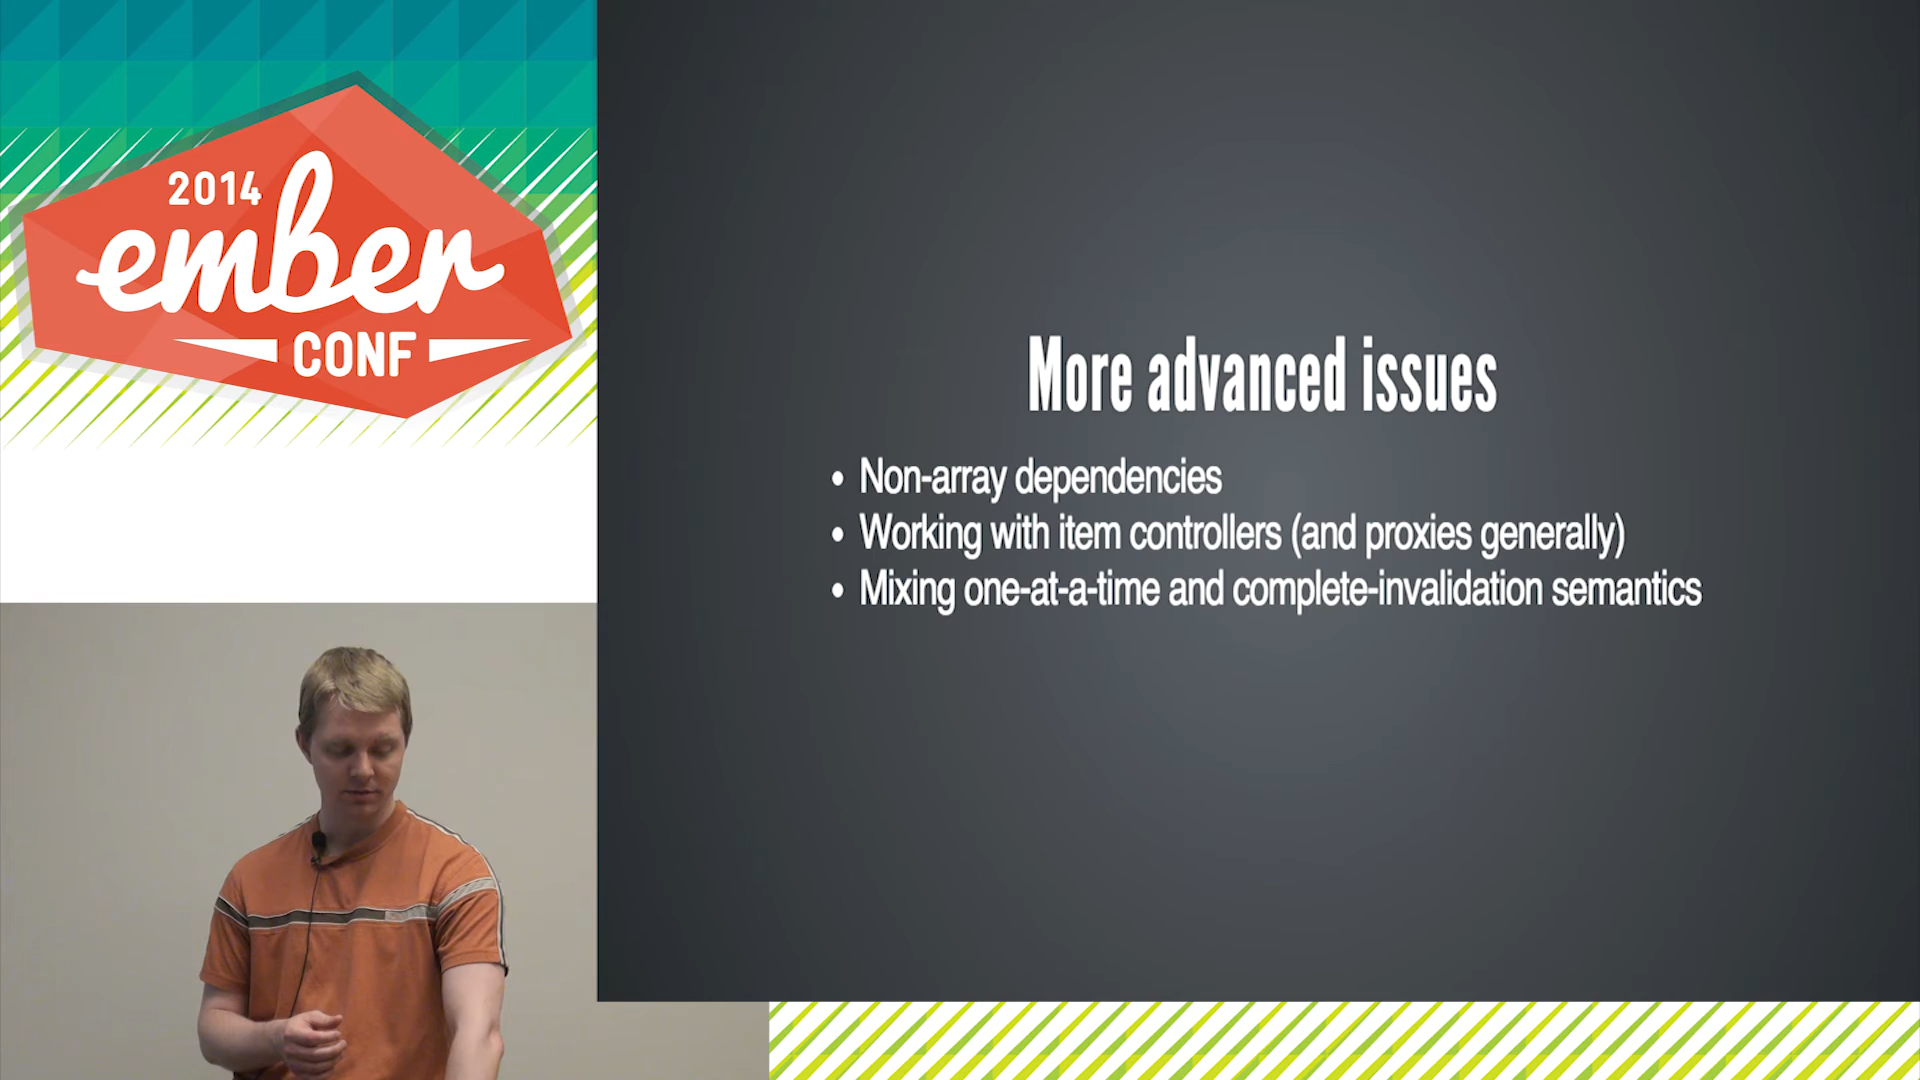 2014
ember
CONF
More advanced issues
• Non-array dependencies
• Working with item controllers (and proxies generally)
• Mixing one-at-a-time and complete-invalidation semantics